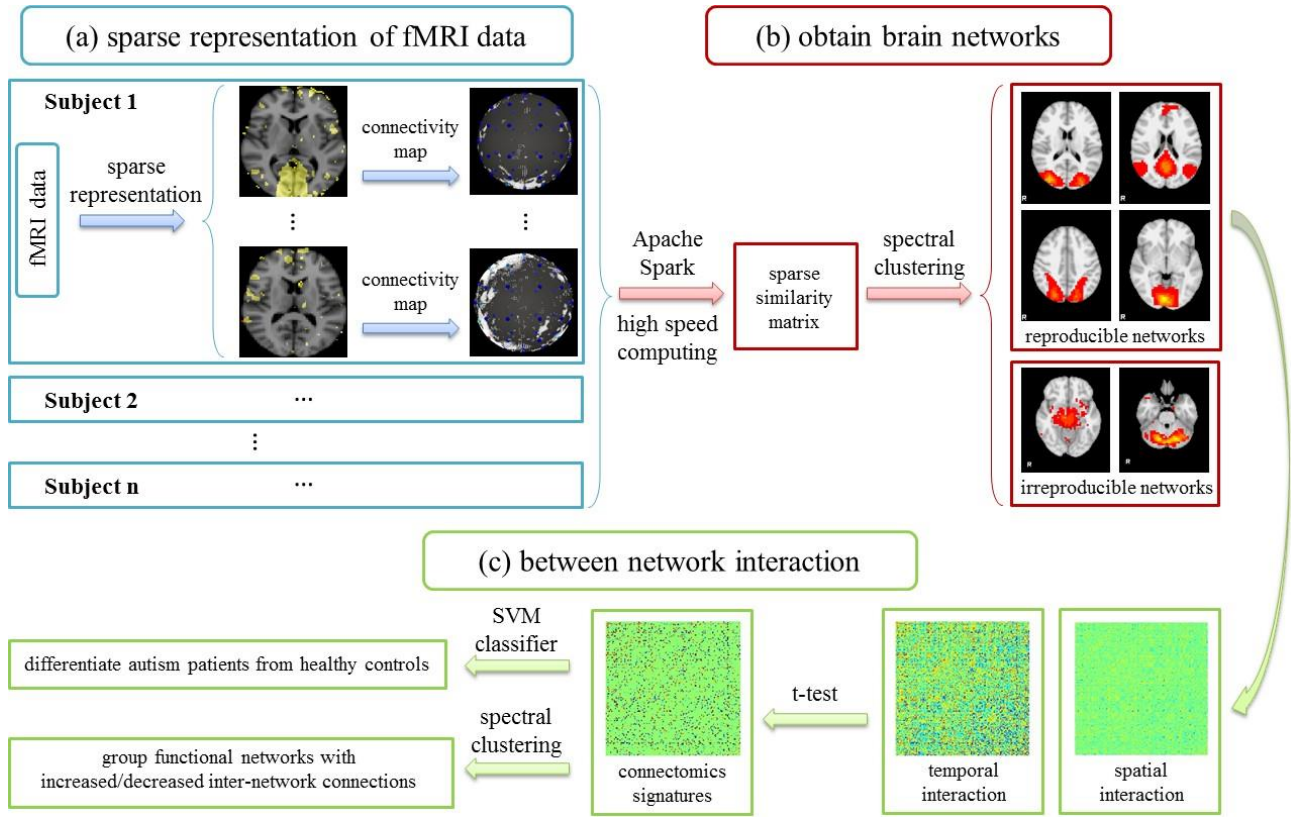 (a) sparse representation of fMRI data
Subject 1
fMRI data
sparse
representation
connectivity
map
...
...
connectivity
map
Subject 2
...
...
Subject n
...
Apache
Spark
high speed
computing
(b) obtain brain networks
sparse
similarity
matrix
spectral
clustering
R
R
R
R
reproducible networks
R
R
irreproducible networks
(c) between network interaction
spatial
interaction
temporal
interaction
t-test
connectomics
signatures
SVM
classifier
differentiate autism patients from healthy controls
spectral
clustering
group functional networks with
increased/decreased inter-network connections